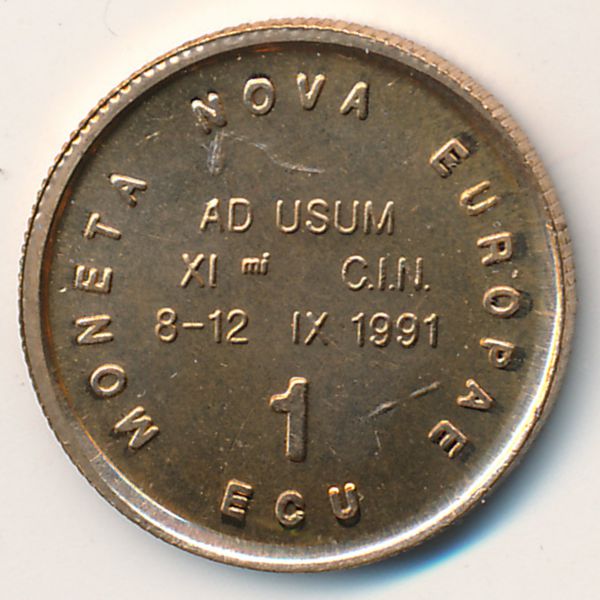 MONETA NOVA EUROPAE
AD USUM
XI mi C.I.N.
8-12 IX 1991
1
ECU